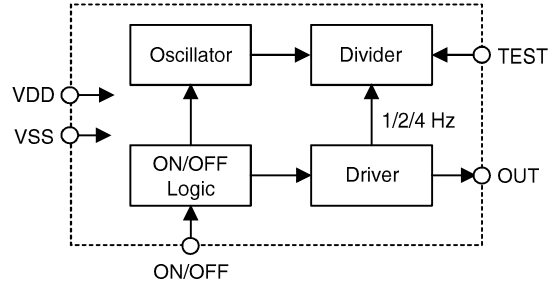 Oscillator
Divider
TEST
VDD
VSS
1/2/4 Hz
ON/OFF
Logic
Driver
OUT
ON/OFF